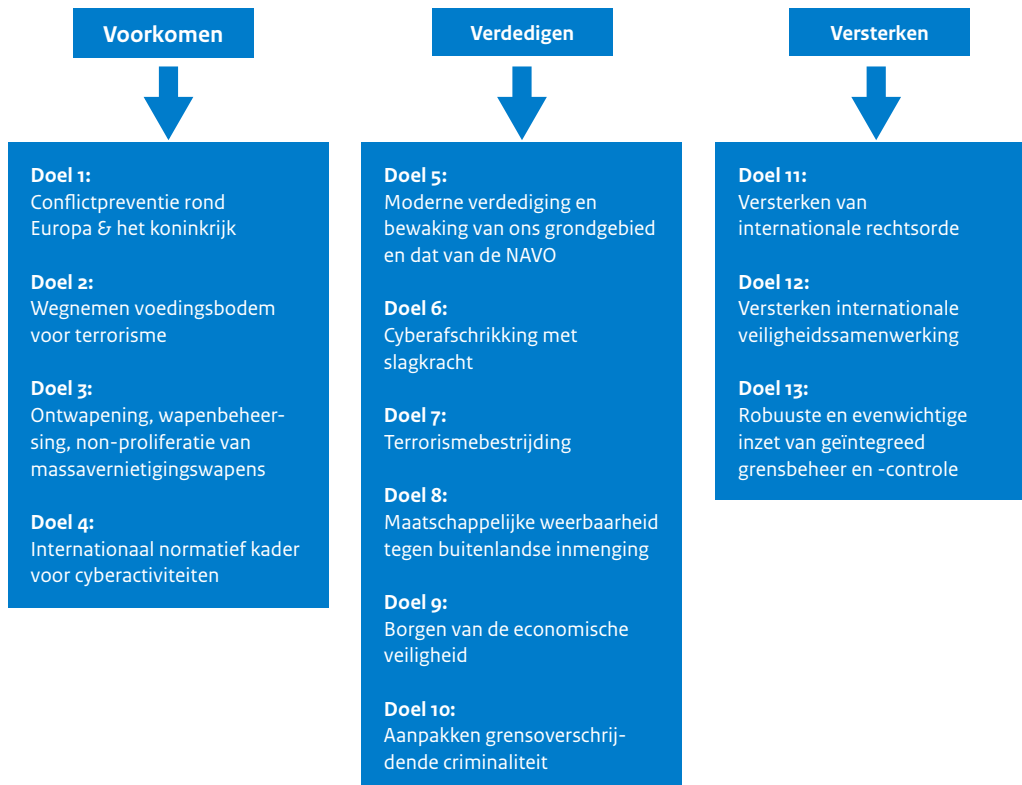 Voorkomen
Doel 1:
Conflictpreventie rond
Europa & het koninkrijk
Doel 2:
Wegnemen voedingsbodem
voor terrorisme
Doel 3:
Ontwapening, wapenbeheer-
sing, non-proliferatie van
massavernietigingswapens
Doel 4:
Internationaal normatief kader
voor cyberactiviteiten
Verdedigen
Doel 5:
Moderne verdediging en
bewaking van ons grondgebied
en dat van de NAVO
Doel 6:
Cyberafschrikking met
slagkracht
Doel 7:
Terrorismebestrijding
Doel 8:
Maatschappelijke weerbaarheid
tegen buitenlandse inmenging
Doel 9:
Borgen van de economische
veiligheid
Doel 10:
Aanpakken grensoverschrij-
dende criminaliteit
Versterken
Doel 11:
Versterken van
internationale rechtsorde
Doel 12:
Versterken internationale
veiligheidssamenwerking
Doel 13:
Robuuste en evenwichtige
inzet van geïntegreed
grensbeheer en -controle